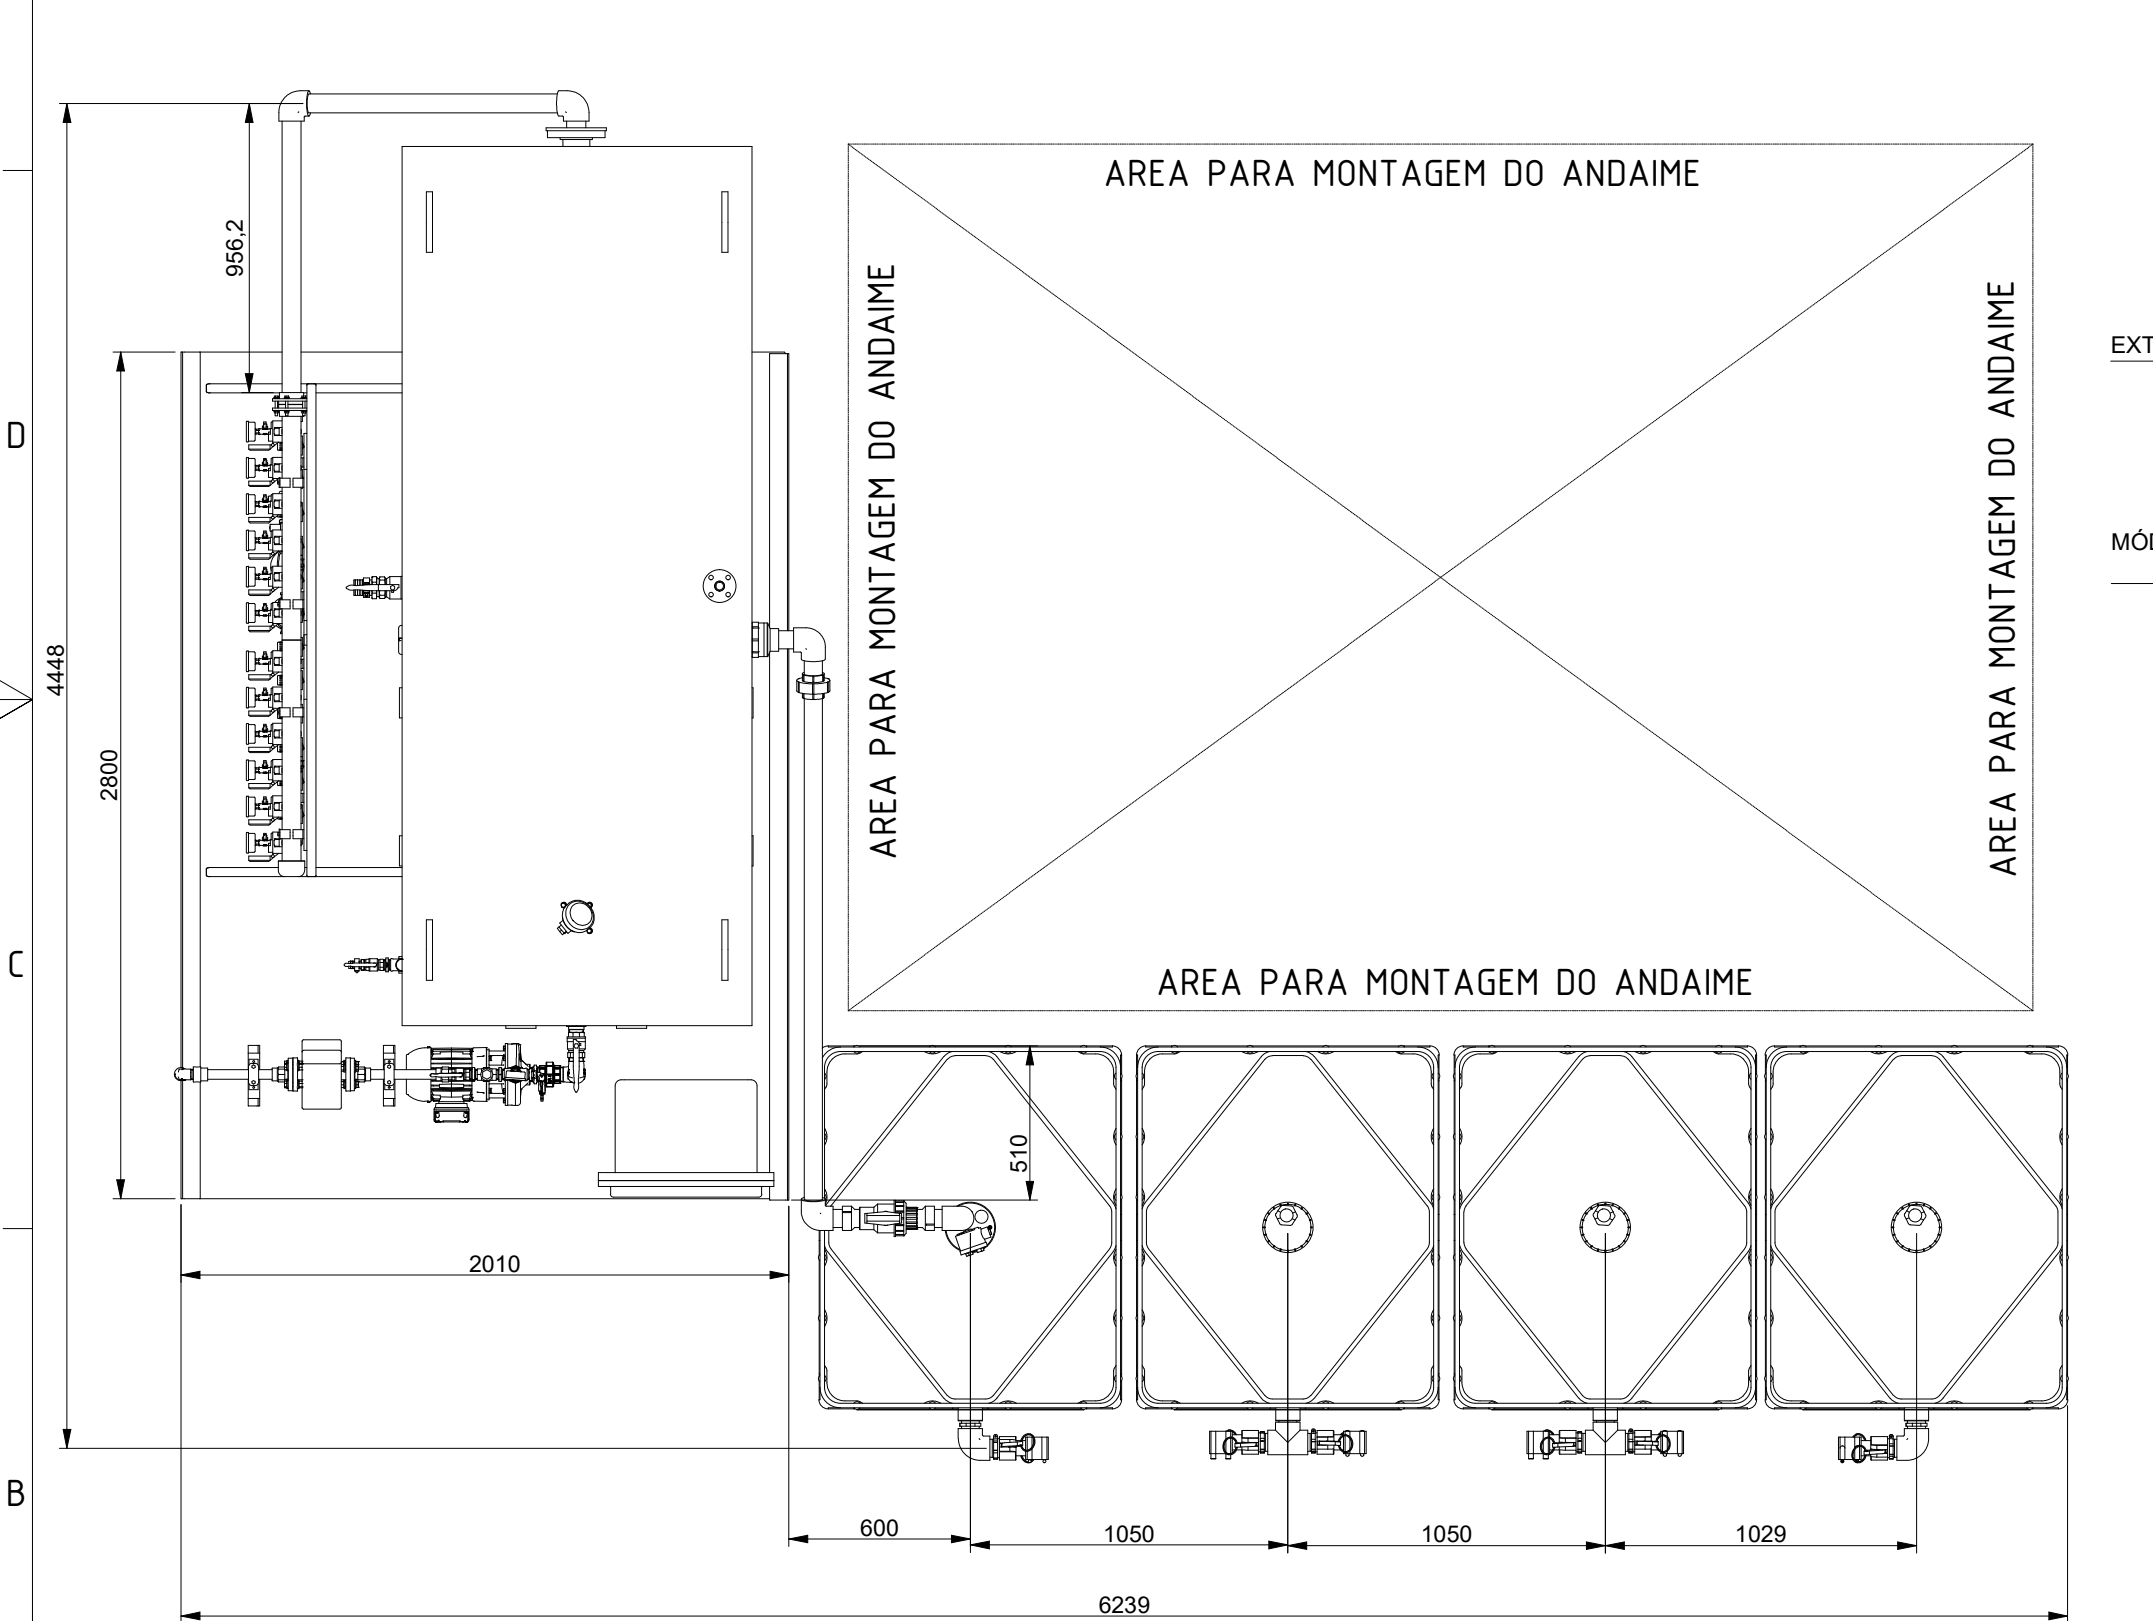 AREA PARA MONTAGEM DO ANDAIME
956,2
AREA PARA MONTAGEM DO ANDAIME
AREA PARA MONTAGEM DO ANDAIME
EXT
D
MÓD
4448
2800
C
AREA PARA MONTAGEM DO ANDAIME
510
2010
B
600
1050
1050
1029
6239